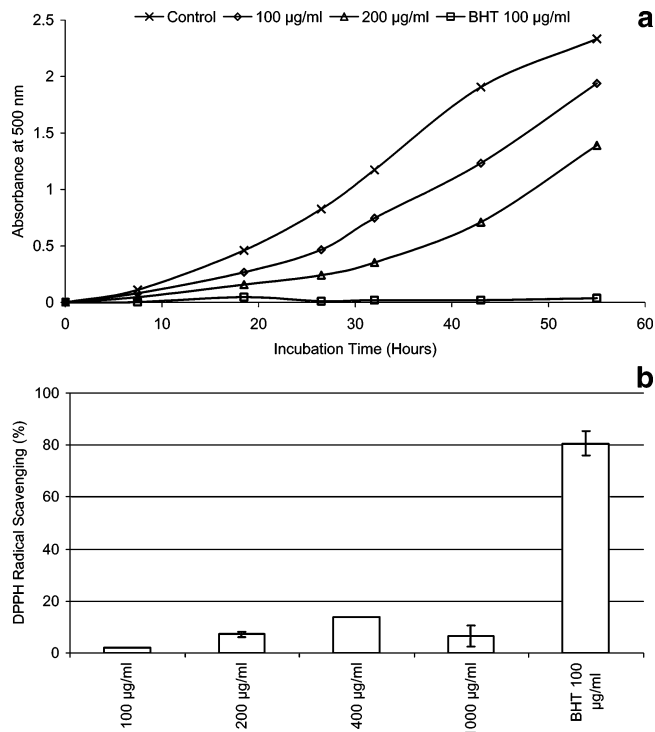 Control 100 µg/ml 200 µg/ml BHT 100 µg/ml
a
2.5
2
1.5
1
0.5
0
Absorbance at 500 nm
0 10 20 30 40 50 60
Incubation Time (Hours)
b
100
80
60
40
20
0
DPPH Radical Scavenging (%)
100 µg/ml
200 µg/ml
400 µg/ml
1000 µg/ml
BHT 100
µg/ml